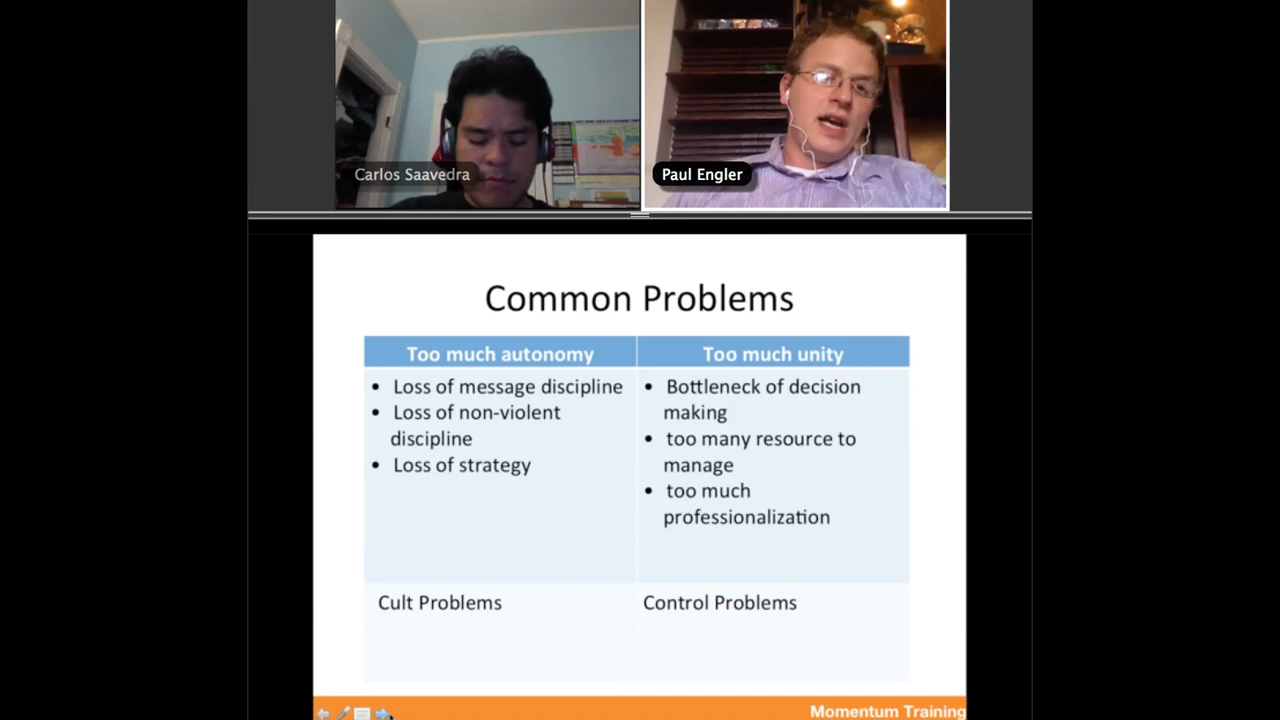 Carlos Saavedra
Paul Engler
Common Problems
Too much autonomy
Too much unity
• Loss of message discipline
• Loss of non-violent
discipline
• Loss of strategy
• Bottleneck of decision
making
• too many resource to
manage
• too much
professionalization
Cult Problems
Control Problems
Momentum Training